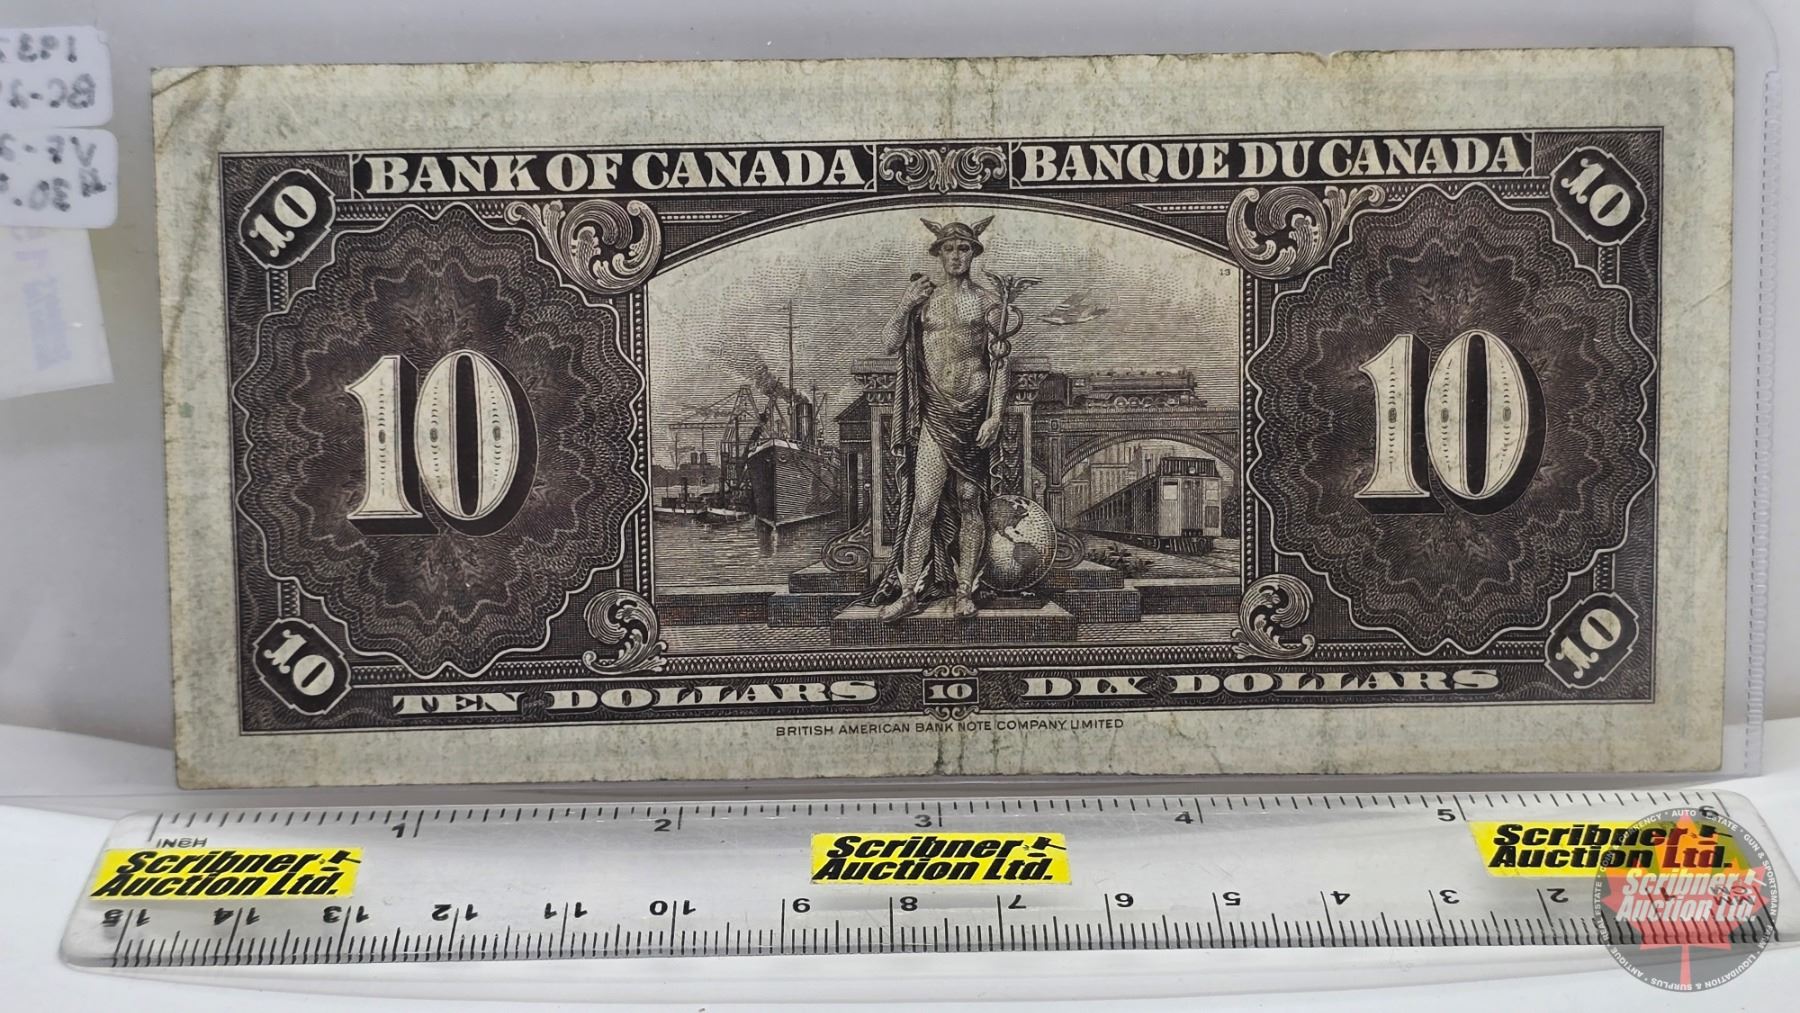 BANK OF CANADA BANQUE DU CANADA
10 10
13
10 10
10 10
TEN DOLLARS 10 DIX DOLLARS
BRITISH AMERICAN BANK NOTE COMPANY LIMITED
1 2 3 4 5 6
INCH
Scribner
Auction Ltd.
Scribner
Auction Ltd.
Scribner
Auction Ltd.
15 14 13 12 11 10 9 8 7 6 5 4 3 2 1
Scribner
Auction Ltd